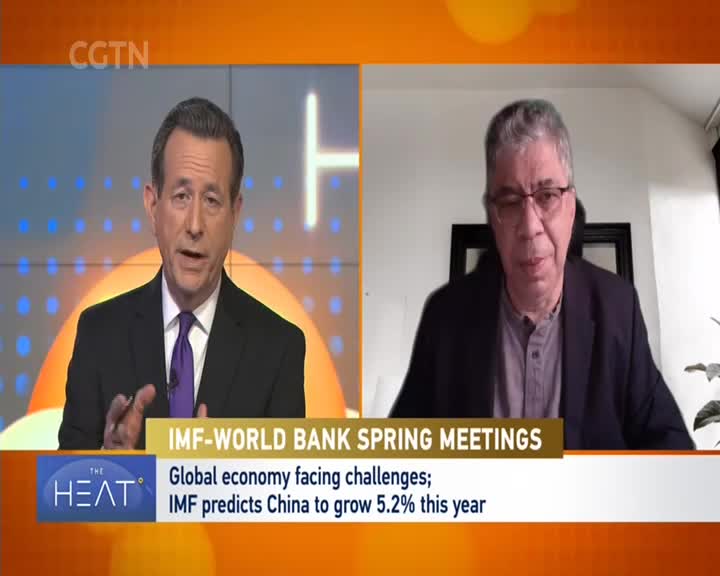 CGTN
H
IMF-WORLD BANK SPRING MEETINGS
THE
HEAT
Global economy facing challenges;
IMF predicts China to grow 5.2% this year